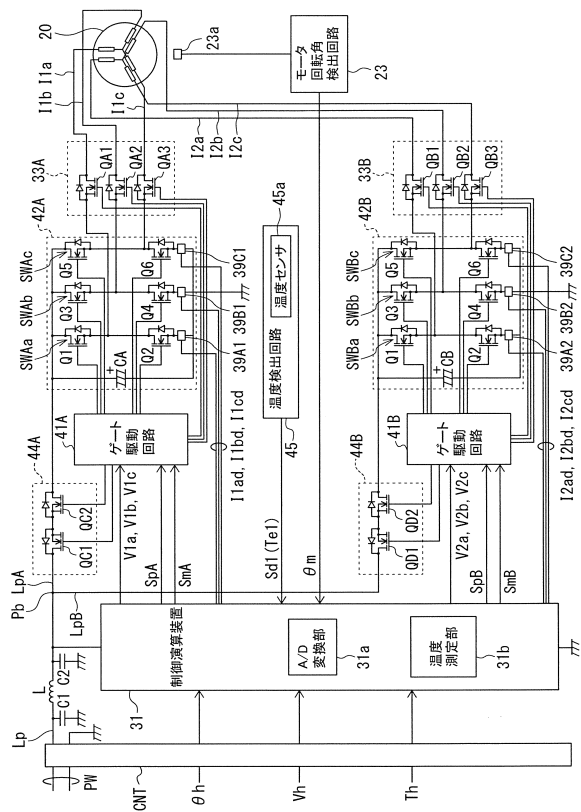 20
I1a
I1b
I1c
23a
モータ
回転角
検出回路
23
I2a
I2b
I2c
33A
QA1
QA2
QA3
42A
SWAc
SWAb
SWAa
Q5
Q3
Q1
Q6
Q4
Q2
+
CA
39C1
39B1
39A1
41A
ゲート
駆動
回路
44A
QC2
QC1
LpA
Pb
LpB
V1a, V1b, V1c
SpA
SmA
I1ad, I1bd, I1cd
45a
温度センサ
温度検出回路
45
Sd1(Te1)
θm
33B
QB1
QB2
QB3
42B
SWBc
SWBb
SWBa
Q5
Q3
Q1
Q6
Q4
Q2
+
CB
39C2
39B2
39A2
41B
ゲート
駆動
回路
44B
QD2
QD1
V2a, V2b, V2c
SpB
SmB
I2ad, I2bd, I2cd
制御演算装置
31
A/D
変換部
31a
温度
測定部
31b
L
C1
C2
Lp
PW
CNT
θh
Vh
Th